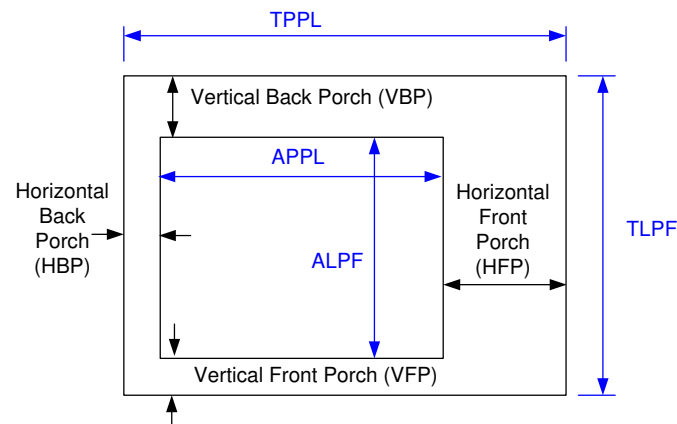 TPPL
Vertical Back Porch (VBP)
APPL
Horizontal
Back
Porch
(HBP)
Horizontal
Front
Porch
(HFP)
TLPF
ALPF
Vertical Front Porch (VFP)